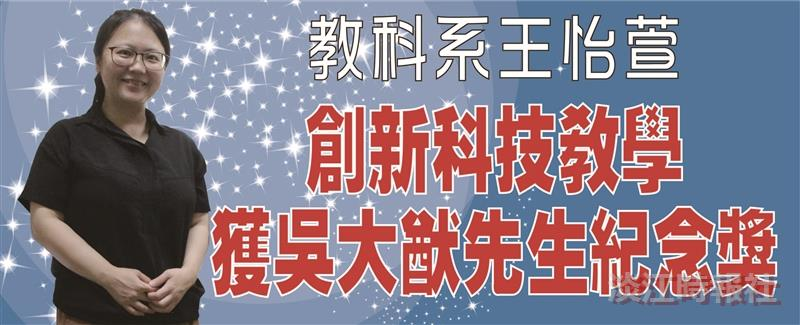 教科系王怡萱
創新科技教學
獲吳大猷先生紀念獎
淡江時報社